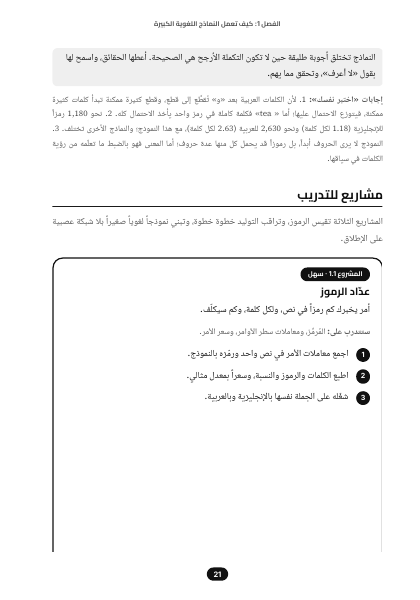 الفصل 1: كيف تعمل النماذج اللغوية الكبيرة
النماذج تختلق أجوبة طليقة حين لا تكون التكملة الأرجح هي الصحيحة. أعطها الحقائق، واسمح لها
بقول «لا أعرف»، وتحقق مما يهم.
إجابات «اختبر نفسك»: 1. لأن الكلمات العربية بعد «و» تُقطّع إلى قطع، وقطع كثيرة ممكنة تبدأ كلمات كثيرة
ممكنة، فيتوزع الاحتمال عليها؛ أما « tea» فكلمة كاملة في رمز واحد يأخذ الاحتمال كله. 2. نحو 1,180 رمزاً
للإنجليزية (1.18 لكل كلمة) ونحو 2,630 للعربية (2.63 لكل كلمة)، مع هذا النموذج؛ والنماذج الأخرى تختلف. 3.
النموذج لا يرى الحروف أبداً، بل رموزاً قد يحمل كل منها عدة حروف؛ أما المعنى فهو بالضبط ما تعلّمه من رؤية
الكلمات في سياقها.
مشاريع للتدريب
المشاريع الثلاثة تقيس الرموز، وتراقب التوليد خطوة خطوة، وتبني نموذجاً لغوياً صغيراً بلا شبكة عصبية
على الإطلاق.
المشروع 1.1 · سهل
عدّاد الرموز
أمر يخبرك كم رمزاً في نص، ولكل كلمة، وكم سيكلّف.
ستتدرب على: المُرمِّز، ومعاملات سطر الأوامر، وسعر الأمر.
1 اجمع معاملات الأمر في نص واحد ورمّزه بالنموذج.
2 اطبع الكلمات والرموز والنسبة، وسعراً بمعدل مثالي.
3 شغّله على الجملة نفسها بالإنجليزية وبالعربية.
21